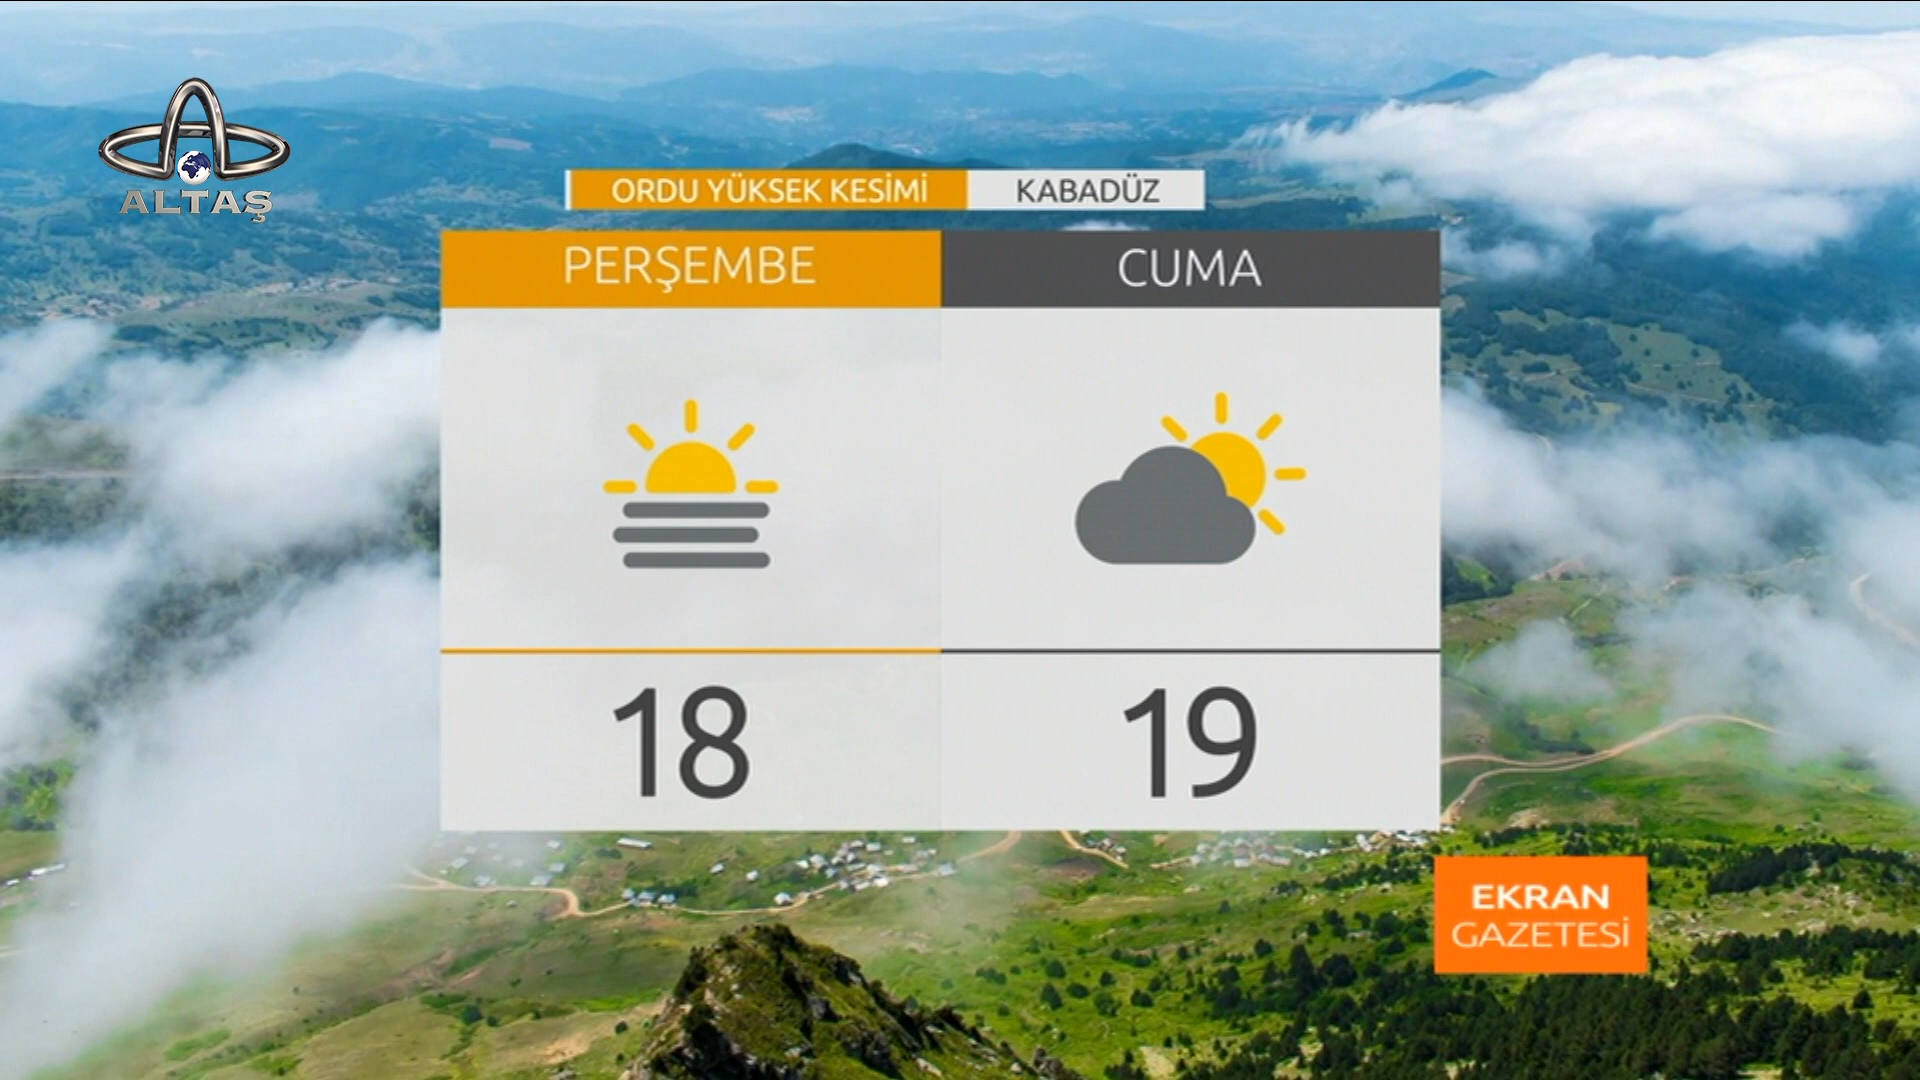 ALTAŞ
ORDU YÜKSEK KESİMİ
KABADÜZ
PERŞEMBE
CUMA
18
19
EKRAN
GAZETESİ